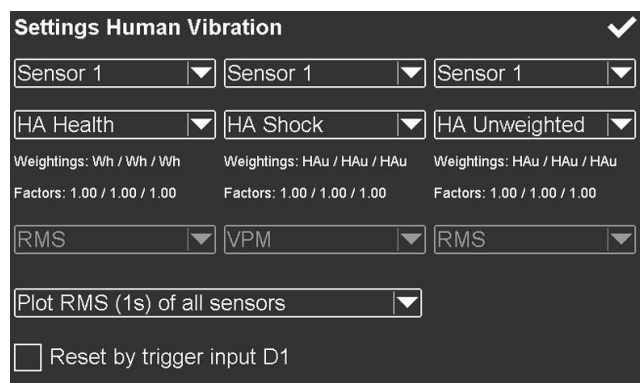 Settings Human Vibration
Sensor 1 Sensor 1 Sensor 1
HA Health HA Shock HA Unweighted
Weightings: Wh / Wh / Wh Weightings: HAu / HAu / HAu Weightings: HAu / HAu / HAu
Factors: 1.00 / 1.00 / 1.00 Factors: 1.00 / 1.00 / 1.00 Factors: 1.00 / 1.00 / 1.00
RMS VPM RMS
Plot RMS (1s) of all sensors
Reset by trigger input D1